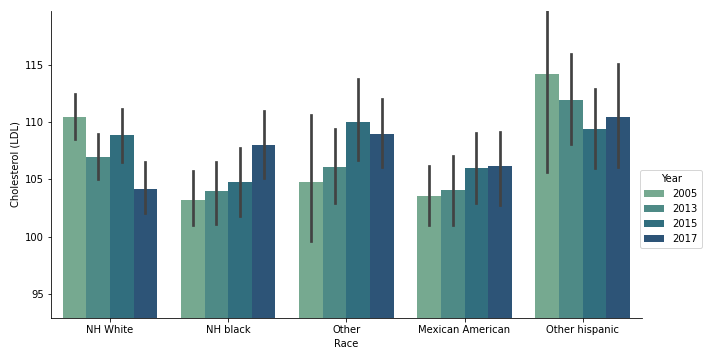 Cholesterol (LDL)
115
110
105
100
95
NH White
NH black
Other
Mexican American
Other hispanic
Race
Year
2005
2013
2015
2017